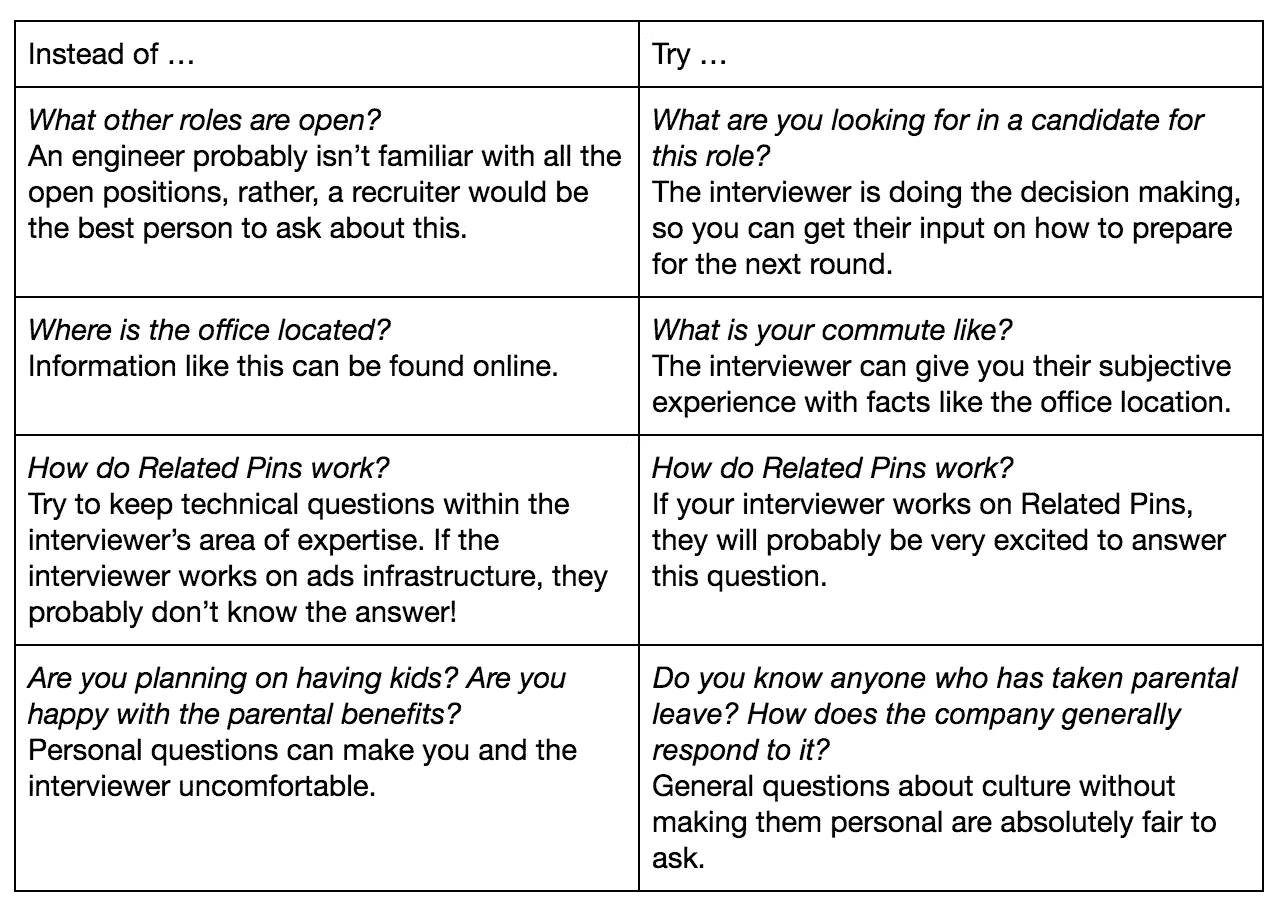 Instead of …
Try …
What other roles are open?
An engineer probably isn’t familiar with all the
open positions, rather, a recruiter would be
the best person to ask about this.
What are you looking for in a candidate for
this role?
The interviewer is doing the decision making,
so you can get their input on how to prepare
for the next round.
Where is the office located?
Information like this can be found online.
What is your commute like?
The interviewer can give you their subjective
experience with facts like the office location.
How do Related Pins work?
Try to keep technical questions within the
interviewer’s area of expertise. If the
interviewer works on ads infrastructure, they
probably don’t know the answer!
How do Related Pins work?
If your interviewer works on Related Pins,
they will probably be very excited to answer
this question.
Are you planning on having kids? Are you
happy with the parental benefits?
Personal questions can make you and the
interviewer uncomfortable.
Do you know anyone who has taken parental
leave? How does the company generally
respond to it?
General questions about culture without
making them personal are absolutely fair to
ask.